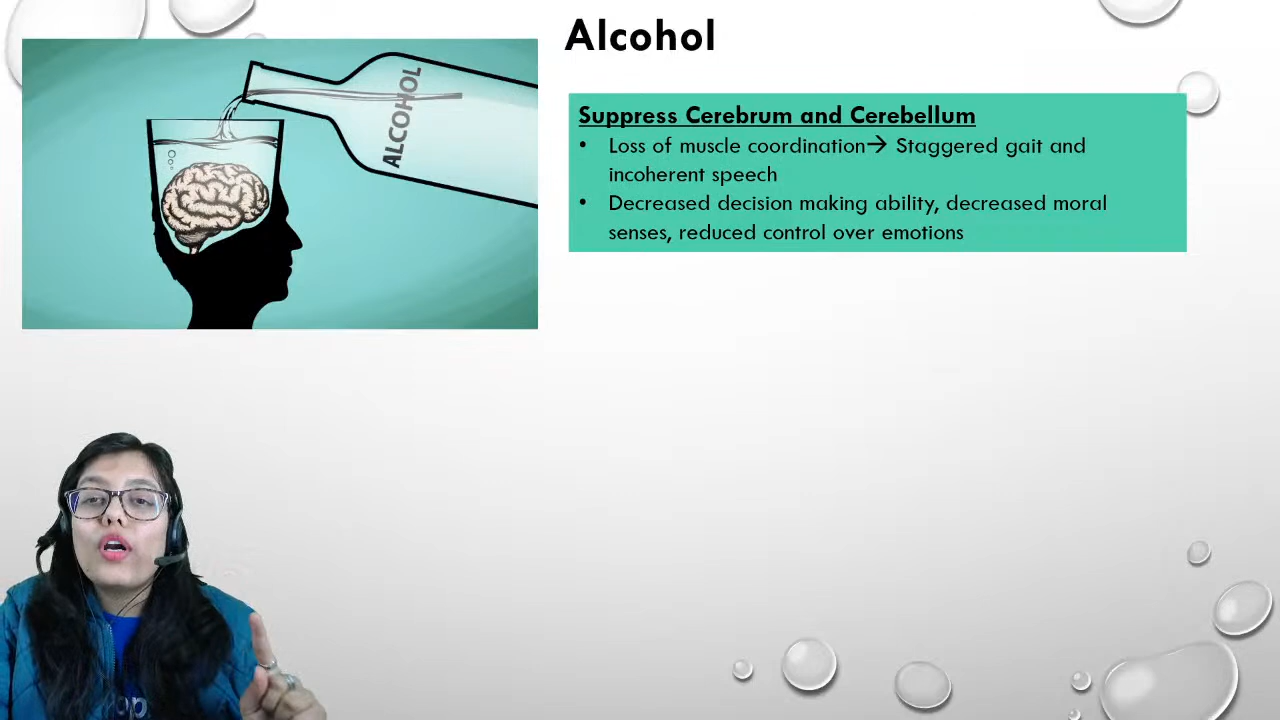 Alcohol
ALCOHOL
Suppress Cerebrum and Cerebellum
• Loss of muscle coordination→ Staggered gait and
incoherent speech
• Decreased decision making ability, decreased moral
senses, reduced control over emotions